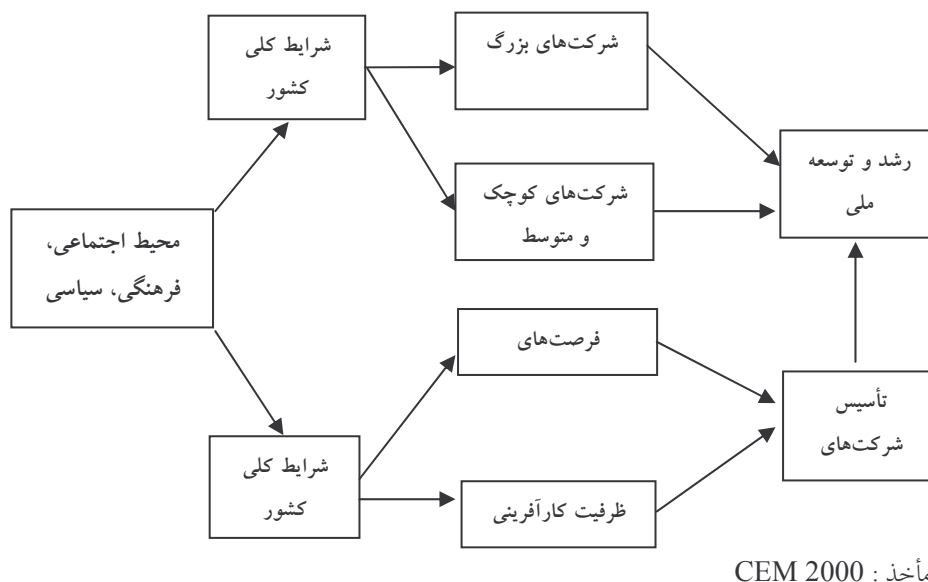 شرایط کلی
کشور
شرکت‌های بزرگ
شرکت‌های کوچک
و متوسط
رشد و توسعه
ملی
محیط اجتماعی،
فرهنگی، سیاسی
فرصت‌های
تأسیس
شرکت‌های
شرایط کلی
کشور
ظرفیت کارآفرینی
مأخذ : CEM 2000